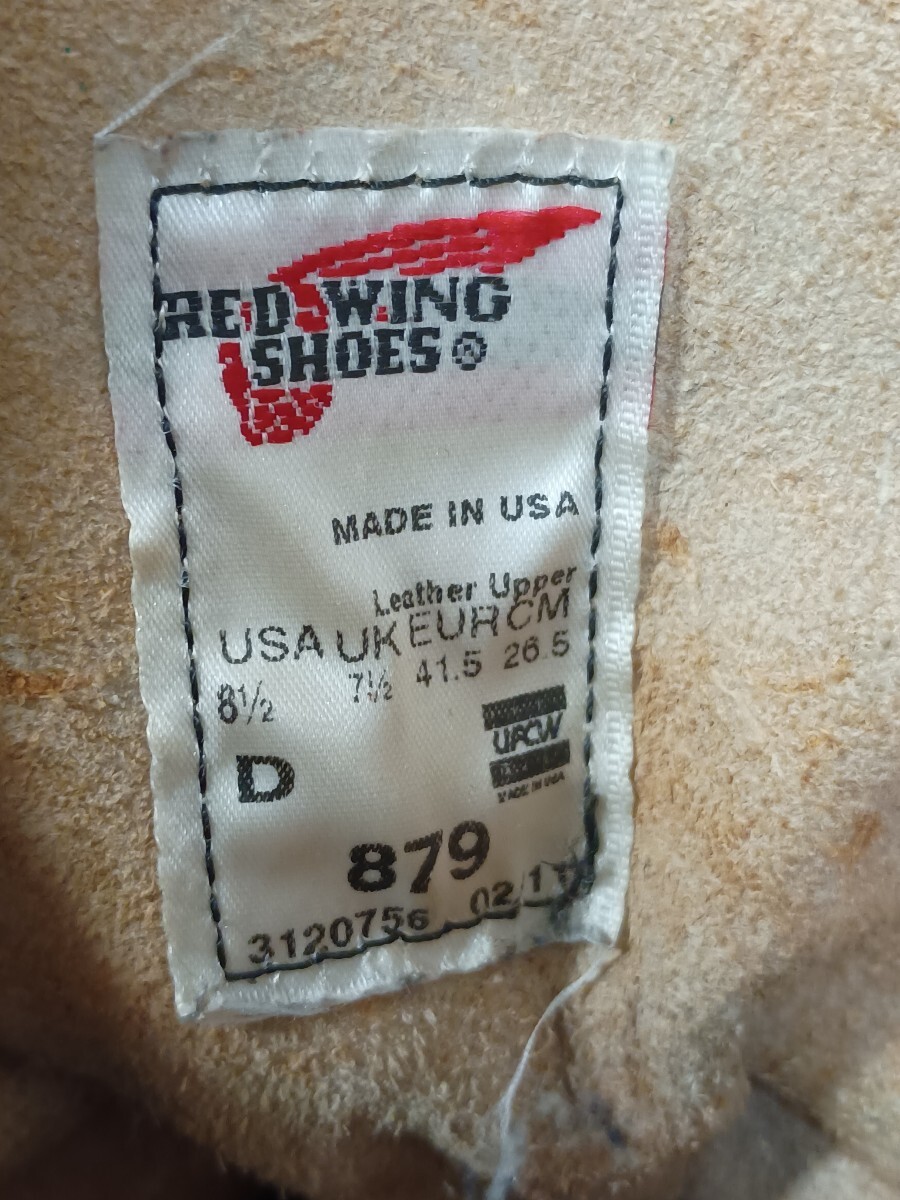 RED WING
SHOES ®
MADE IN USA
Leather Upper
USA UK EUR CM
8½ 7½ 41.5 26.5
UFCW
MADE IN USA
D
879
3120756 02/11